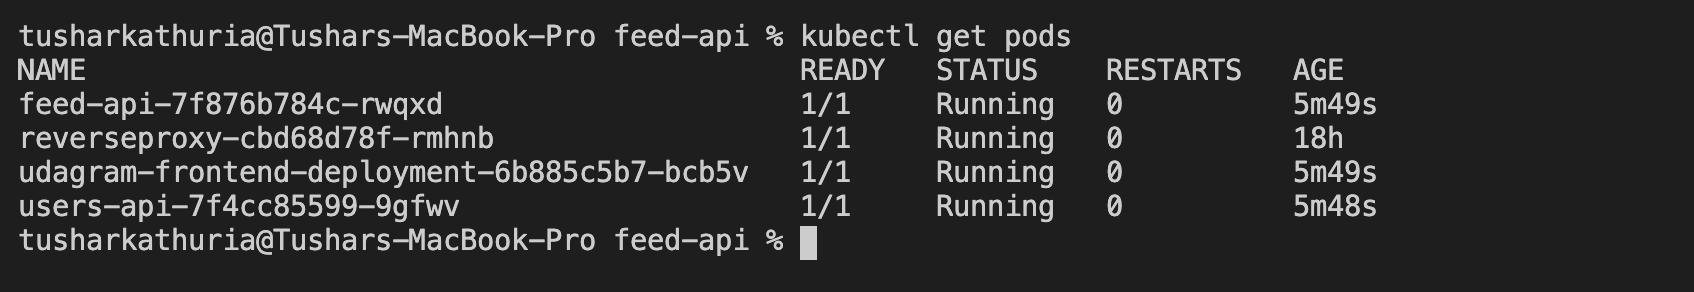 tusharkathuria@Tushars-MacBook-Pro feed-api % kubectl get pods
NAME READY STATUS RESTARTS AGE
feed-api-7f876b784c-rwqxd 1/1 Running 0 5m49s
reverseproxy-cbd68d78f-rmhnb 1/1 Running 0 18h
udagram-frontend-deployment-6b885c5b7-bcb5v 1/1 Running 0 5m49s
users-api-7f4cc85599-9gfwv 1/1 Running 0 5m48s
tusharkathuria@Tushars-MacBook-Pro feed-api %